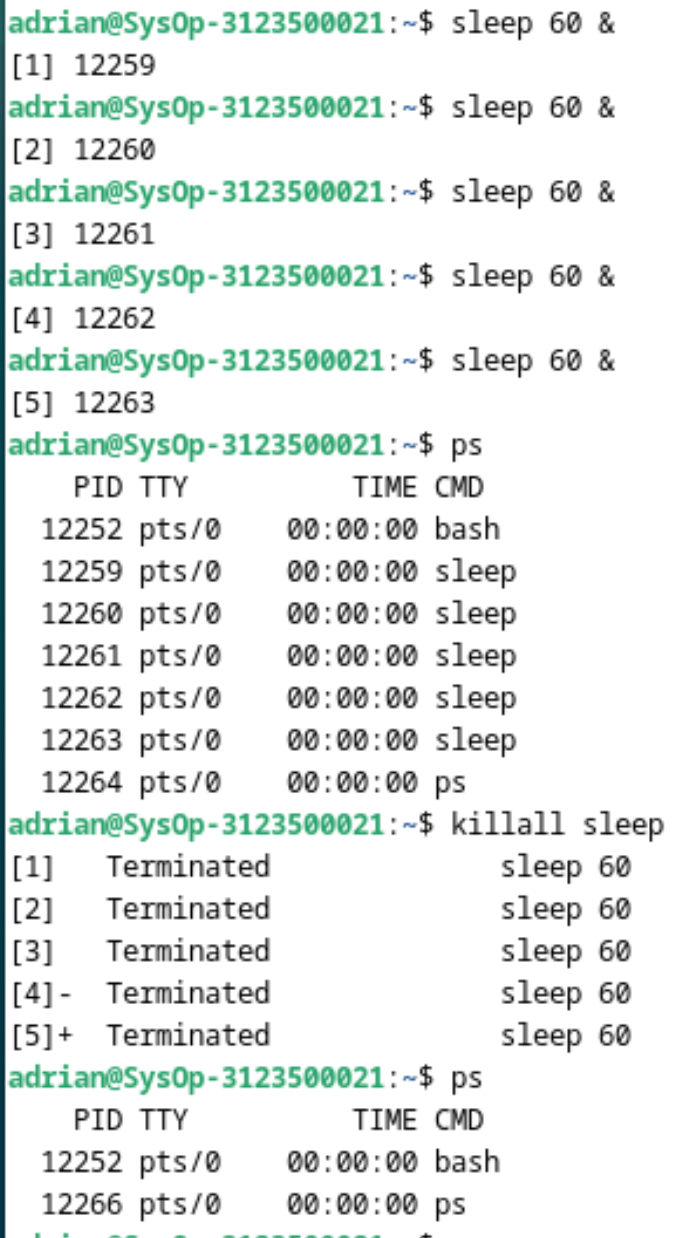 adrian@SysOp-3123500021:~$ sleep 60 &
[1] 12259
adrian@SysOp-3123500021:~$ sleep 60 &
[2] 12260
adrian@SysOp-3123500021:~$ sleep 60 &
[3] 12261
adrian@SysOp-3123500021:~$ sleep 60 &
[4] 12262
adrian@SysOp-3123500021:~$ sleep 60 &
[5] 12263
adrian@SysOp-3123500021:~$ ps
    PID TTY          TIME CMD
  12252 pts/0    00:00:00 bash
  12259 pts/0    00:00:00 sleep
  12260 pts/0    00:00:00 sleep
  12261 pts/0    00:00:00 sleep
  12262 pts/0    00:00:00 sleep
  12263 pts/0    00:00:00 sleep
  12264 pts/0    00:00:00 ps
adrian@SysOp-3123500021:~$ killall sleep
[1]   Terminated              sleep 60
[2]   Terminated              sleep 60
[3]   Terminated              sleep 60
[4]-  Terminated              sleep 60
[5]+  Terminated              sleep 60
adrian@SysOp-3123500021:~$ ps
    PID TTY          TIME CMD
  12252 pts/0    00:00:00 bash
  12266 pts/0    00:00:00 ps